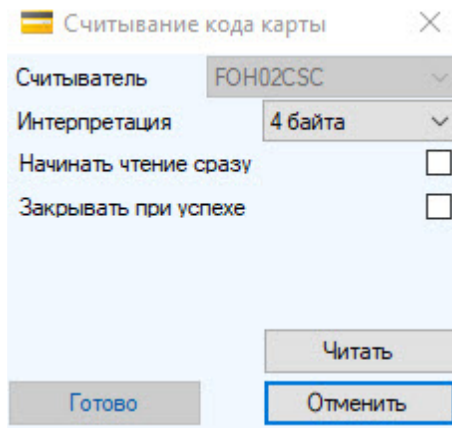 Считывание кода карты
Считыватель FOH02CSC
Интерпретация 4 байта
Начинать чтение сразу
Закрывать при успехе
Читать
Готово Отменить